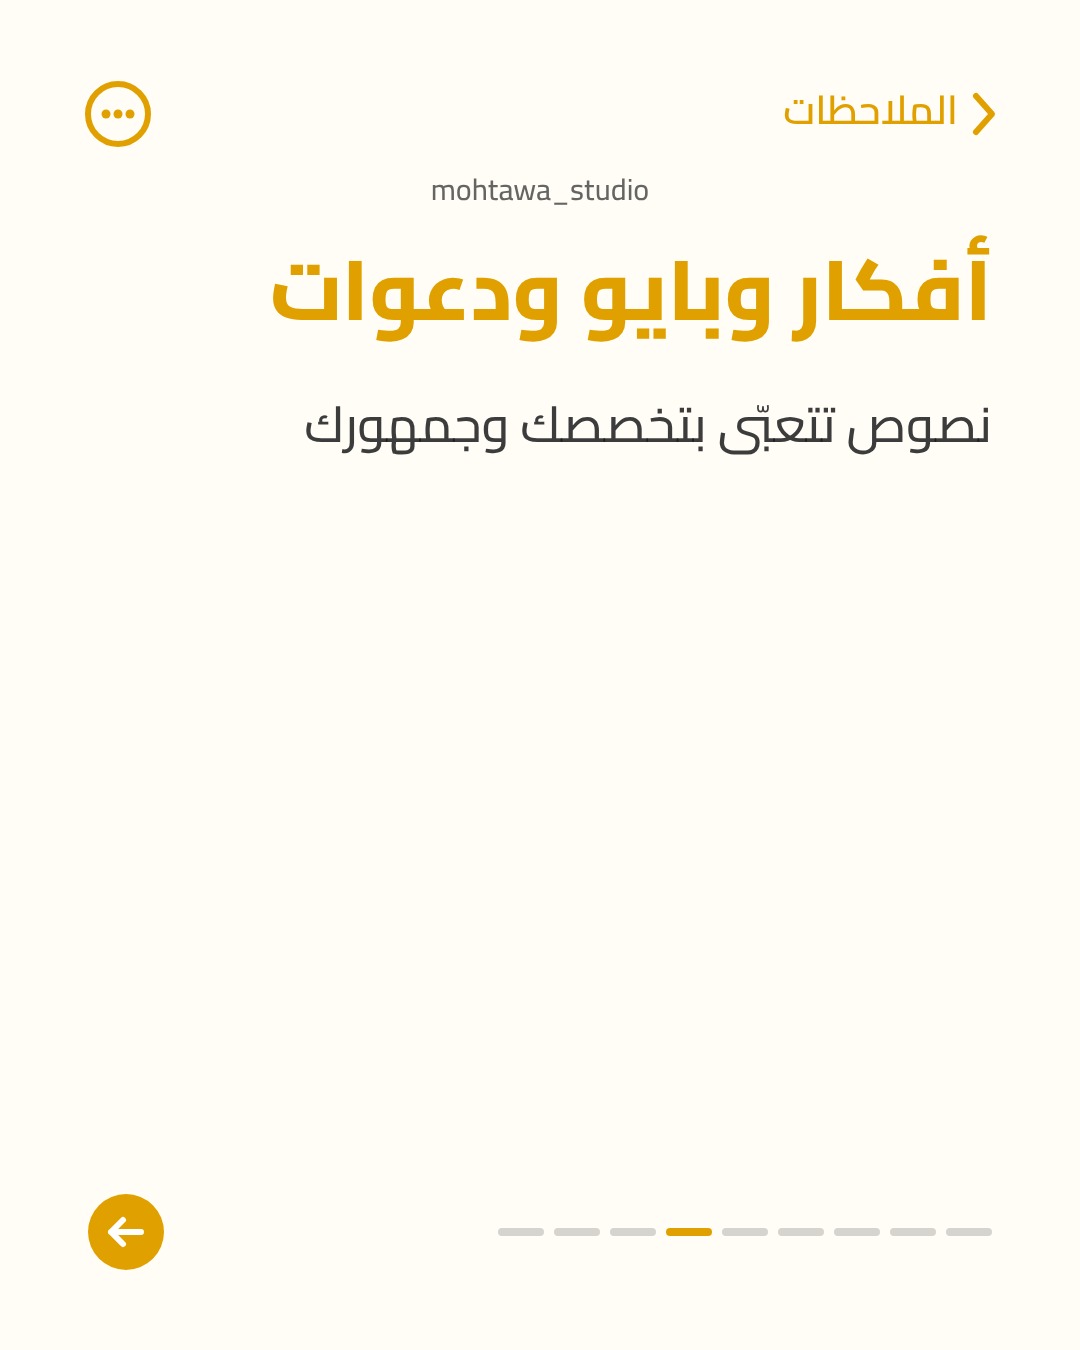 الملاحظات
mohtawa_studio
أفكار وبايو ودعوات
نصوص تتعبّى بتخصصك وجمهورك